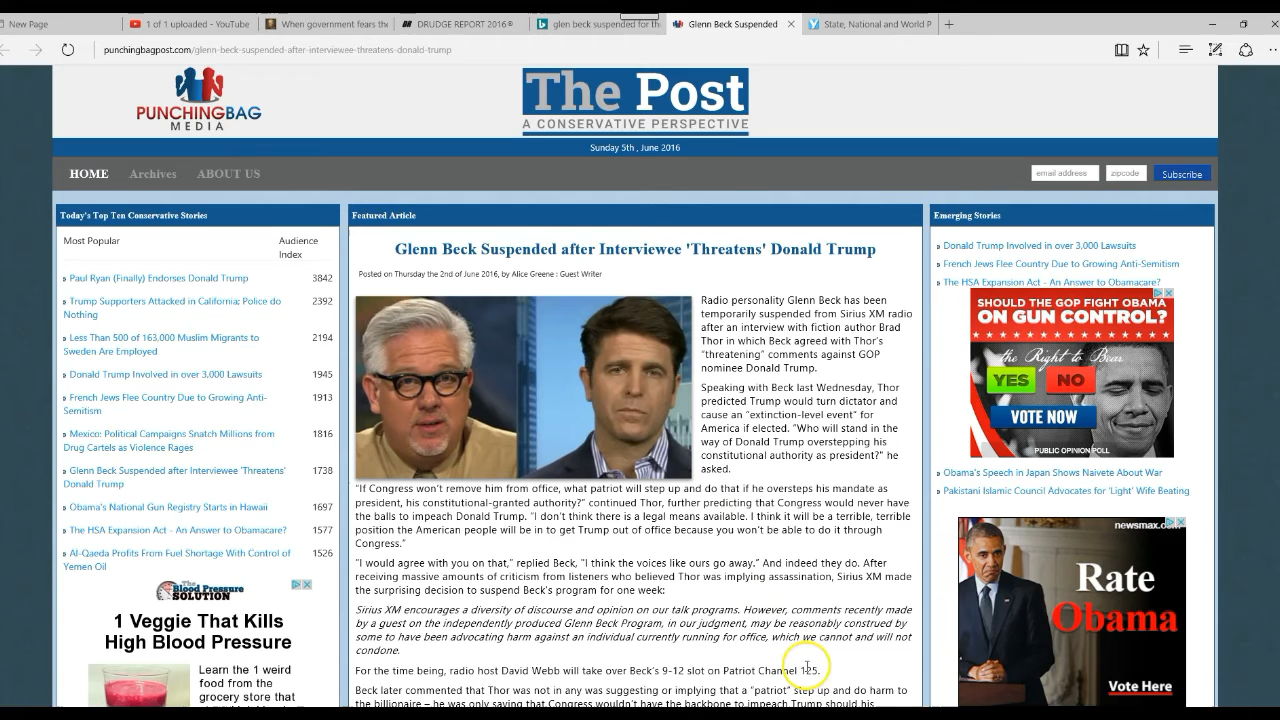 New Page
1 of 1 uploaded - YouTube
When government fears the
DRUDGE REPORT 2016®
glen beck suspended for th
Glenn Beck Suspended
State, National and World P
punchingbagpost.com/glenn-beck-suspended-after-interviewee-threatens-donald-trump
PUNCHINGBAG
MEDIA
The Post
A CONSERVATIVE PERSPECTIVE
Sunday 5th , June 2016
HOME
Archives
ABOUT US
email address
zipcode
Subscribe
Today's Top Ten Conservative Stories
Most Popular
Audience
Index
Paul Ryan (Finally) Endorses Donald Trump 3842
Trump Supporters Attacked in California; Police do 2392
Nothing
Less Than 500 of 163,000 Muslim Migrants to 2194
Sweden Are Employed
Donald Trump Involved in over 3,000 Lawsuits 1945
French Jews Flee Country Due to Growing Anti- 1913
Semitism
Mexico: Political Campaigns Snatch Millions from 1816
Drug Cartels as Violence Rages
Glenn Beck Suspended after Interviewee 'Threatens' 1738
Donald Trump
Obama's National Gun Registry Starts in Hawaii 1697
The HSA Expansion Act - An Answer to Obamacare? 1577
Al-Qaeda Profits From Fuel Shortage With Control of 1526
Yemen Oil
The Blood Pressure
SOLUTION
1 Veggie That Kills
High Blood Pressure
Learn the weird
food from the
grocery store that
Featured Article
Glenn Beck Suspended after Interviewee 'Threatens' Donald Trump
Posted on Thursday the 2nd of June 2016, by Alice Greene : Guest Writer
Radio personality Glenn Beck has been
temporarily suspended from Sirius XM radio
after an interview with fiction author Brad
Thor in which Beck agreed with Thor's
"threatening" comments against GOP
nominee Donald Trump.
Speaking with Beck last Wednesday, Thor
predicted Trump would turn dictator and
cause an "extinction-level event" for
America if elected. "Who will stand in the
way of Donald Trump overstepping his
constitutional authority as president?" he
asked.
"If Congress won't remove him from office, what patriot will step up and do that if he oversteps his mandate as
president, his constitutional-granted authority?" continued Thor, further predicting that Congress would never have
the balls to impeach Donald Trump. "I don't think there is a legal means available. I think it will be a terrible, terrible
position the American people will be in to get Trump out of office because you won't be able to do it through
Congress."
"I would agree with you on that," replied Beck, "I think the voices like ours go away." And indeed they do. After
receiving massive amounts of criticism from listeners who believed Thor was implying assassination, Sirius XM made
the surprising decision to suspend Beck's program for one week:
Sirius XM encourages a diversity of discourse and opinion on our talk programs. However, comments recently made
by a guest on the independently produced Glenn Beck Program, in our judgment, may be reasonably construed by
some to have been advocating harm against an individual currently running for office, which we cannot and will not
condone.
For the time being, radio host David Webb will take over Beck's 9-12 slot on Patriot Channel 125.
Beck later commented that Thor was not in any was suggesting or implying that a "patriot" step up and do harm to
the billionaire – he was only saying that Congress wouldn't have the backbone to impeach Trump should his
Emerging Stories
Donald Trump Involved in over 3,000 Lawsuits
French Jews Flee Country Due to Growing Anti-Semitism
The HSA Expansion Act - An Answer to Obamacare?
SHOULD THE GOP FIGHT OBAMA
ON GUN CONTROL?
the Right to Bear
YES
NO
VOTE NOW
PUBLIC OPINION POLL
Obama's Speech in Japan Shows Naivete About War
Pakistani Islamic Council Advocates for 'Light' Wife Beating
newsmax.com
Rate
Obama
Vote Here